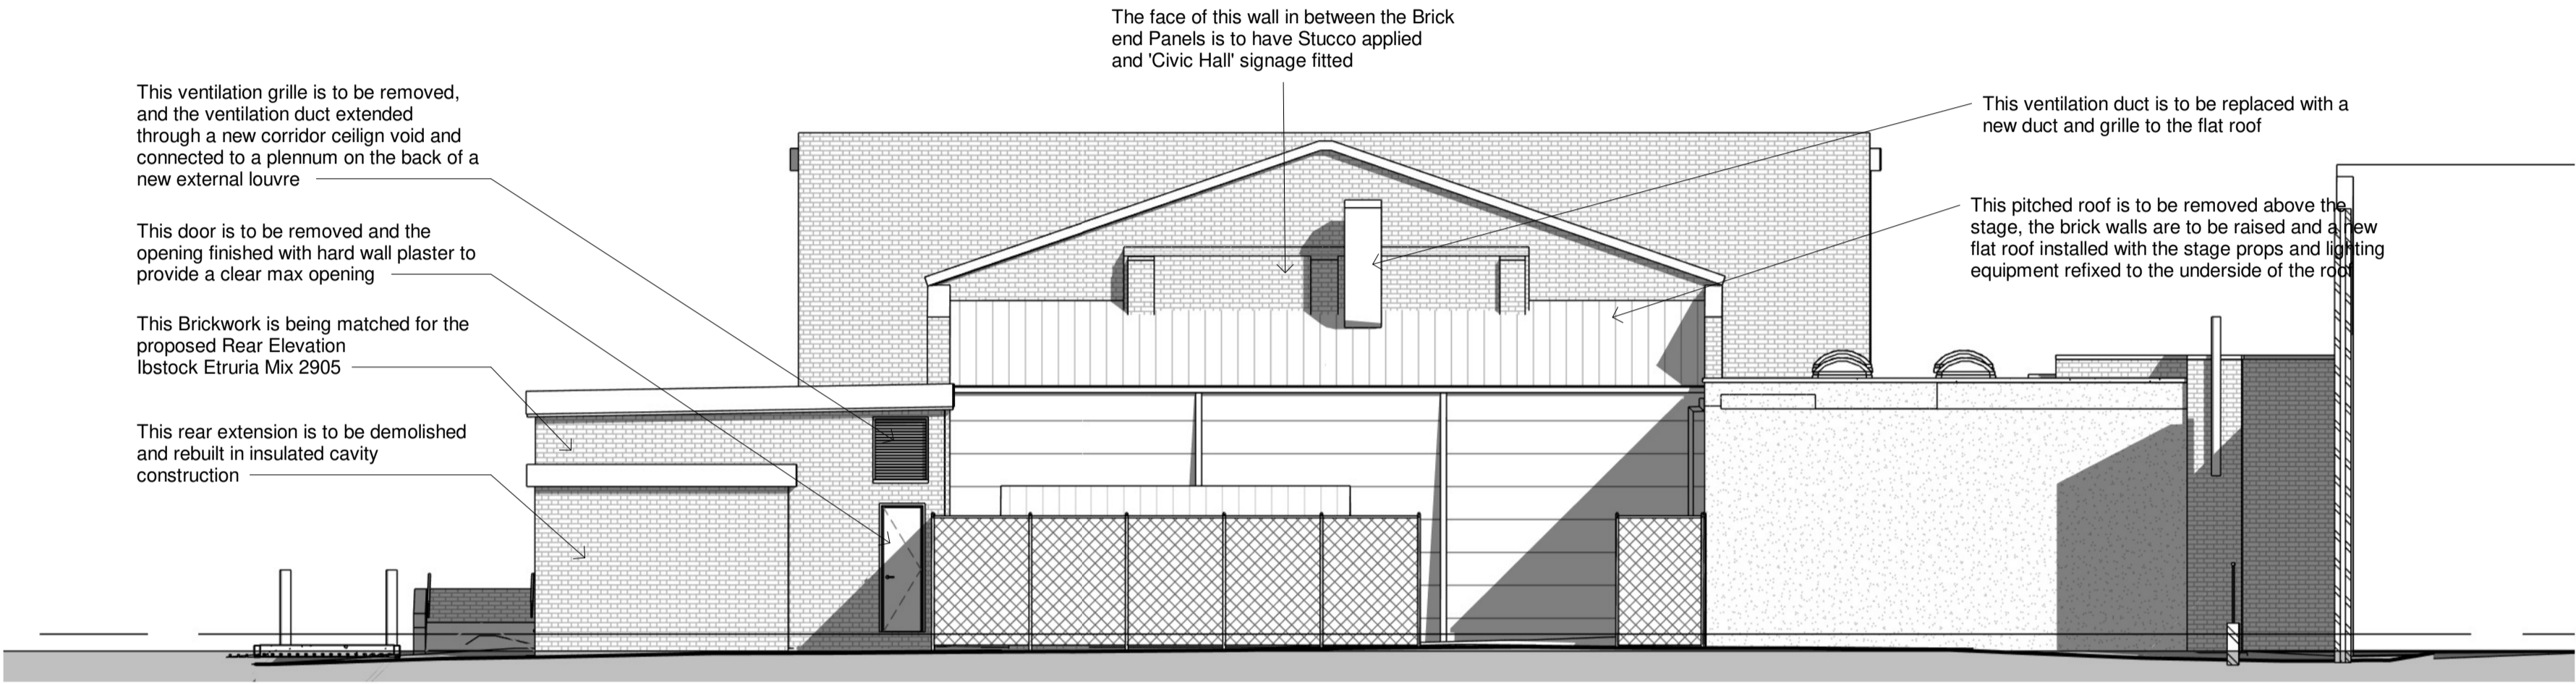 The face of this wall in between the Brick
end Panels is to have Stucco applied
and 'Civic Hall' signage fitted
This ventilation grille is to be removed,
and the ventilation duct extended
through a new corridor ceilign void and
connected to a plennum on the back of a
new external louvre
This door is to be removed and the
opening finished with hard wall plaster to
provide a clear max opening
This Brickwork is being matched for the
proposed Rear Elevation
Ibstock Etruria Mix 2905
This rear extension is to be demolished
and rebuilt in insulated cavity
construction
This ventilation duct is to be replaced with a
new duct and grille to the flat roof
This pitched roof is to be removed above the
stage, the brick walls are to be raised and a new
flat roof installed with the stage props and lighting
equipment refixed to the underside of the roof